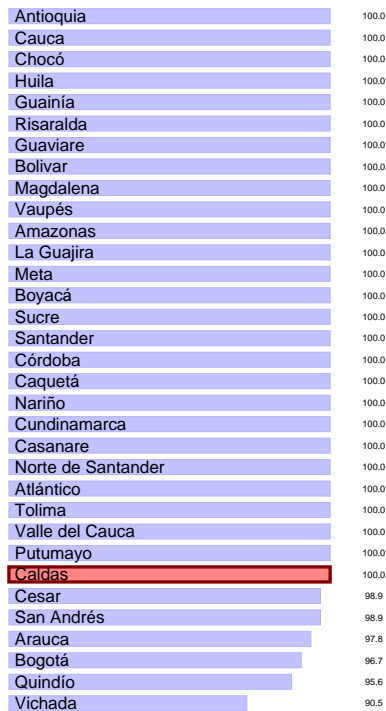 Antioquia 100.0
Cauca 100.0
Chocó 100.0
Huila 100.0
Guainía 100.0
Risaralda 100.0
Guaviare 100.0
Bolivar 100.0
Magdalena 100.0
Vaupés 100.0
Amazonas 100.0
La Guajira 100.0
Meta 100.0
Boyacá 100.0
Sucre 100.0
Santander 100.0
Córdoba 100.0
Caquetá 100.0
Nariño 100.0
Cundinamarca 100.0
Casanare 100.0
Norte de Santander 100.0
Atlántico 100.0
Tolima 100.0
Valle del Cauca 100.0
Putumayo 100.0
Caldas 100.0
Cesar 98.9
San Andrés 98.9
Arauca 97.8
Bogotá 96.7
Quindío 95.6
Vichada 90.5